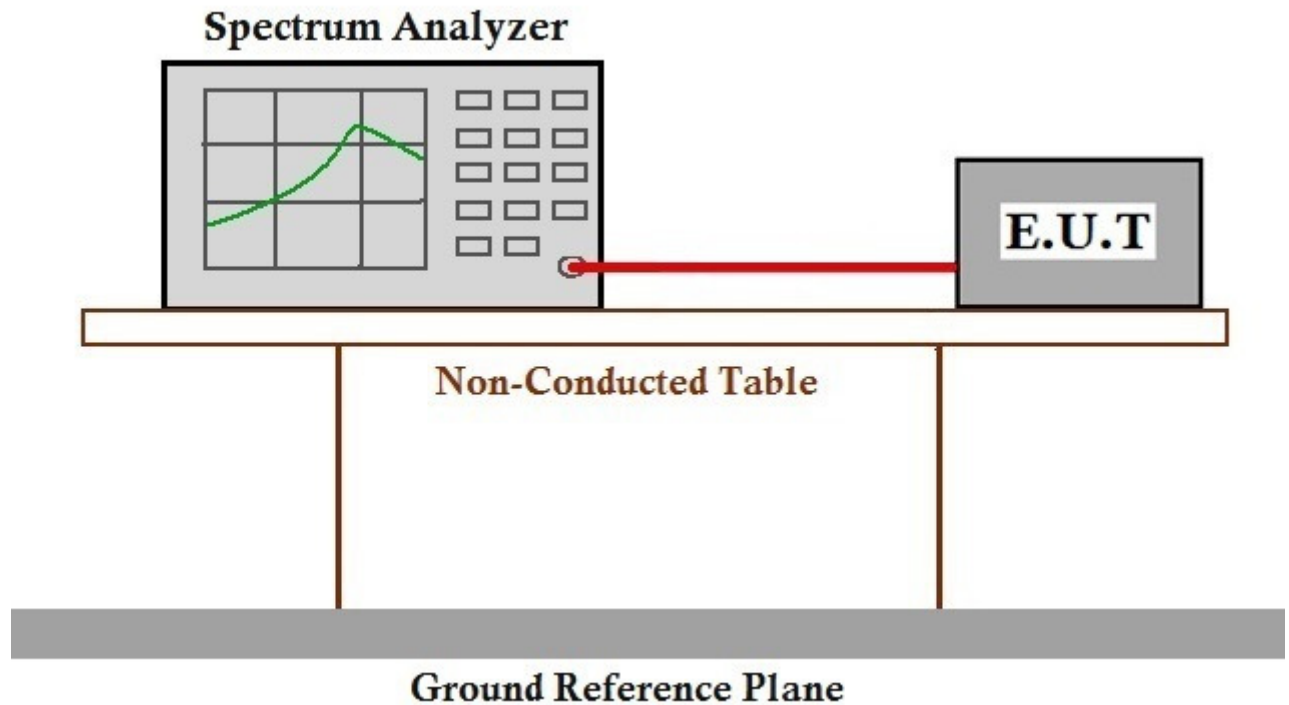 Spectrum Analyzer
E.U.T
Non-Conducted Table
Ground Reference Plane